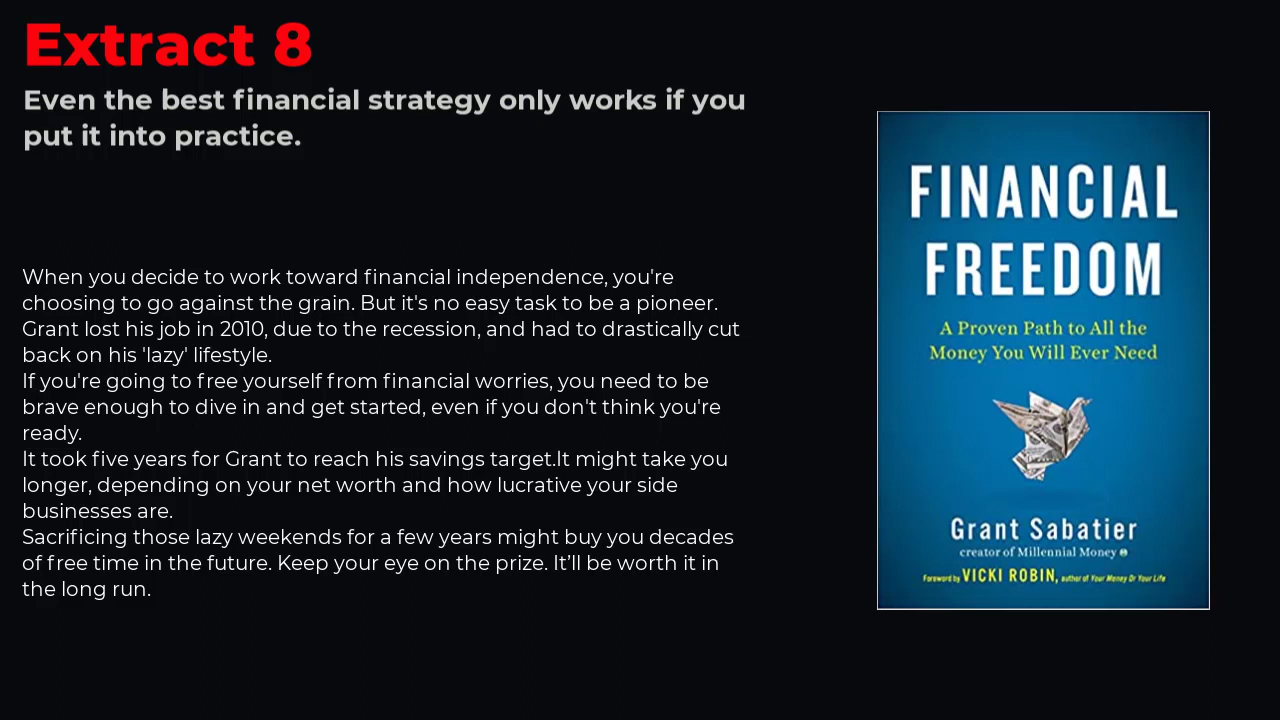 Extract 8
Even the best financial strategy only works if you
put it into practice.
When you decide to work toward financial independence, you're
choosing to go against the grain. But it's no easy task to be a pioneer.
Grant lost his job in 2010, due to the recession, and had to drastically cut
back on his 'lazy' lifestyle.
If you're going to free yourself from financial worries, you need to be
brave enough to dive in and get started, even if you don't think you're
ready.
It took five years for Grant to reach his savings target.It might take you
longer, depending on your net worth and how lucrative your side
businesses are.
Sacrificing those lazy weekends for a few years might buy you decades
of free time in the future. Keep your eye on the prize. It’ll be worth it in
the long run.
FINANCIAL
FREEDOM
A Proven Path to All the
Money You Will Ever Need
Grant Sabatier
creator of Millennial Money
Foreword by VICKI ROBIN, author of Your Money Or Your Life